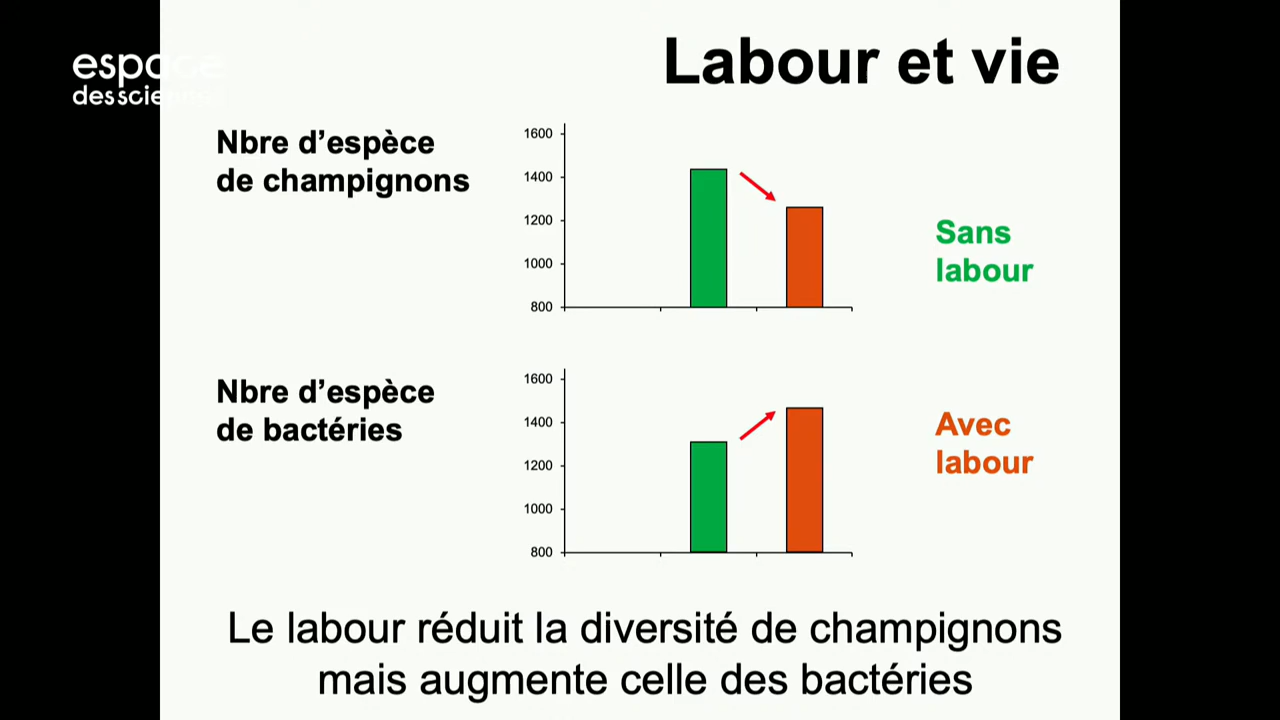 espace
des sciences
Labour et vie
Nbre d'espèce
de champignons
1600
1400
1200
1000
800
Sans
labour
Nbre d'espèce
de bactéries
1600
1400
1200
1000
800
Avec
labour
Le labour réduit la diversité de champignons
mais augmente celle des bactéries